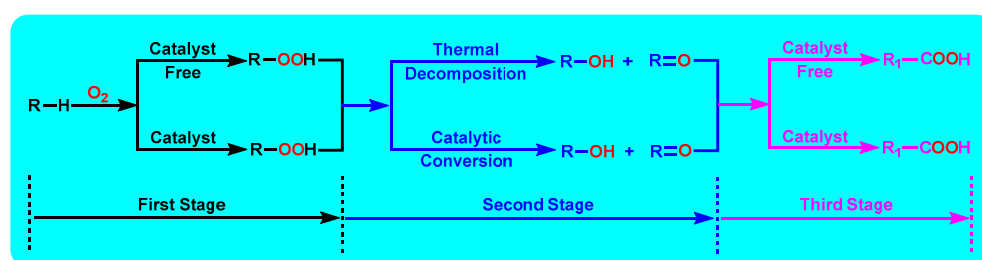 Catalyst
Free
R–OOH
R–H
O2
Catalyst
R–OOH
Thermal
Decomposition
R–OH + R=O
Catalytic
Conversion
R–OH + R=O
Catalyst
Free
R1–COOH
Catalyst
R1–COOH
First Stage
Second Stage
Third Stage